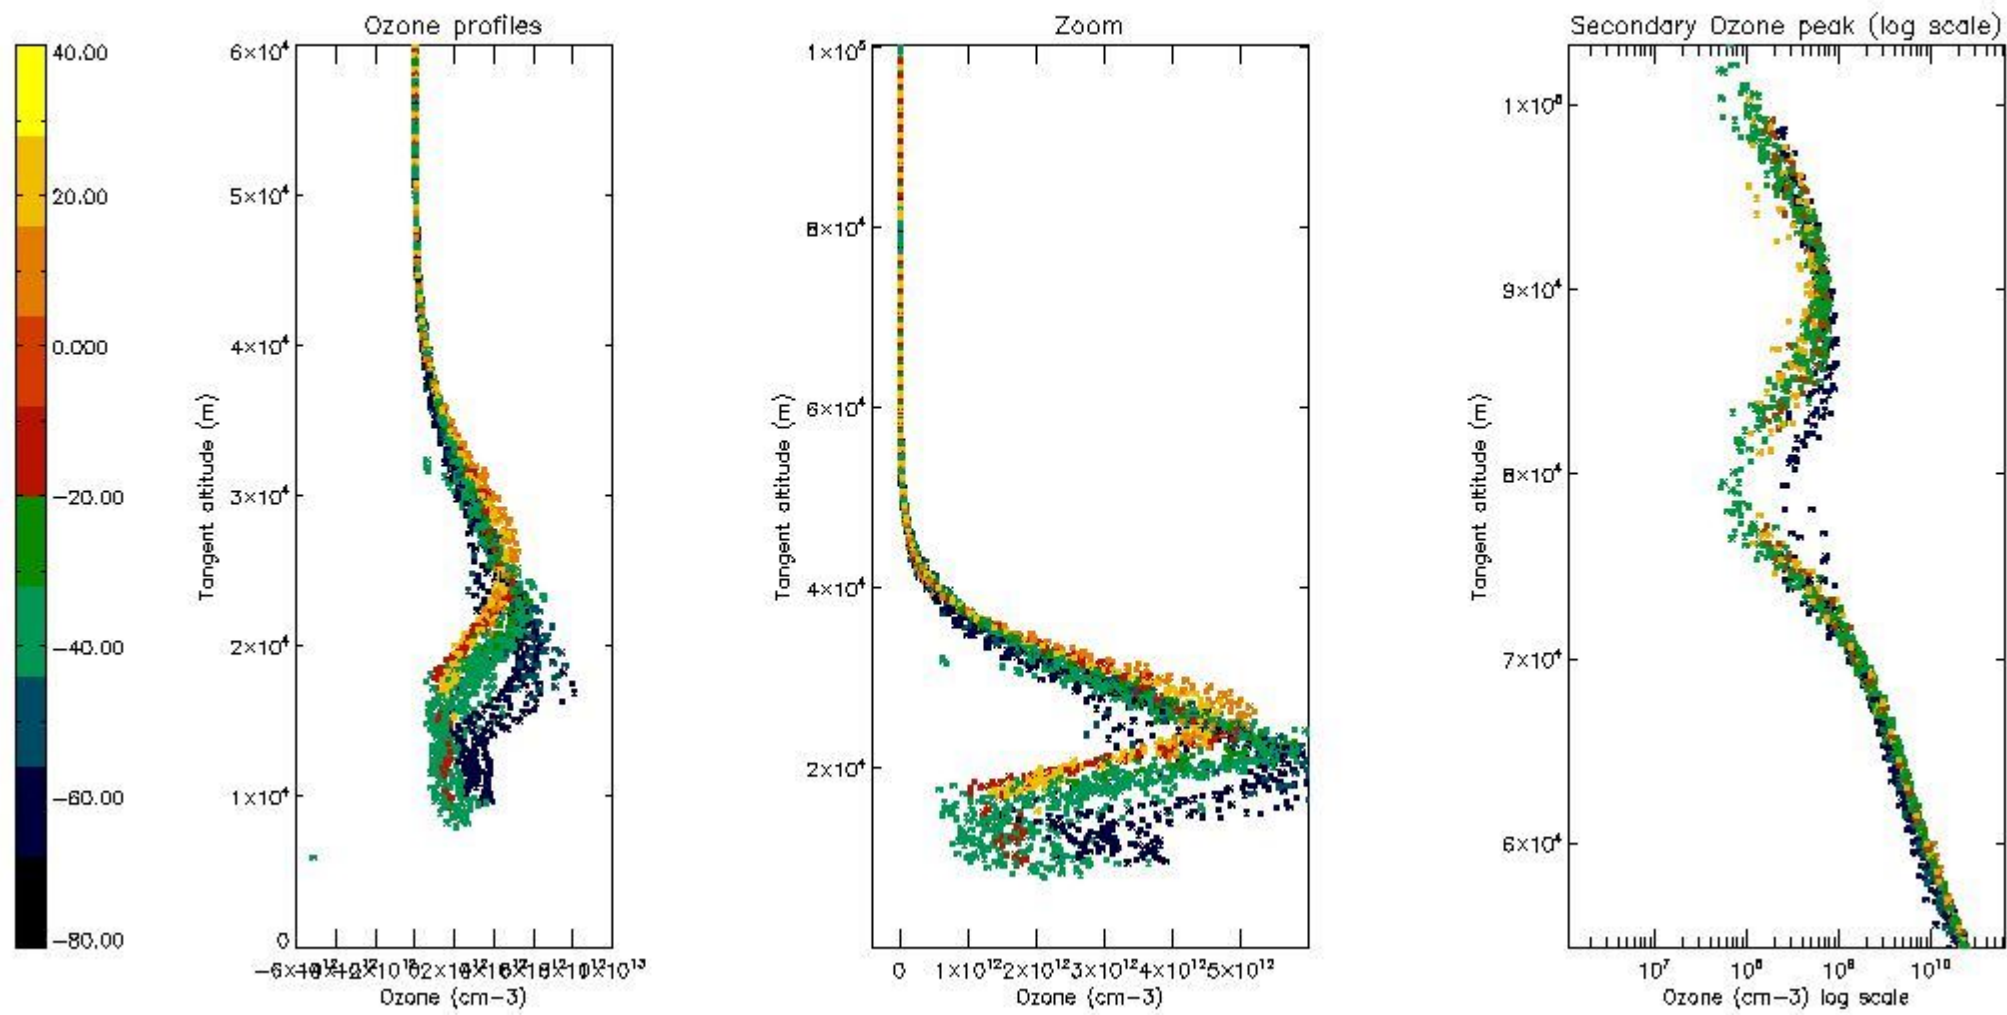 Ozone profiles
Zoom
Secondary Ozone peak (log scale)
40.00
20.00
0.000
−20.00
−40.00
−60.00
−80.00
6×10⁴
5×10⁴
4×10⁴
3×10⁴
2×10⁴
1×10⁴
0
Tangent altitude (m)
Ozone (cm−3)
1×10⁵
8×10⁴
6×10⁴
4×10⁴
2×10⁴
Tangent altitude (m)
0 1×10¹² 2×10¹² 3×10¹² 4×10¹² 5×10¹²
Ozone (cm−3)
9×10⁴
8×10⁴
7×10⁴
6×10⁴
Tangent altitude (m)
10⁷ 10⁸ 10⁹ 10¹⁰
Ozone (cm−3) log scale